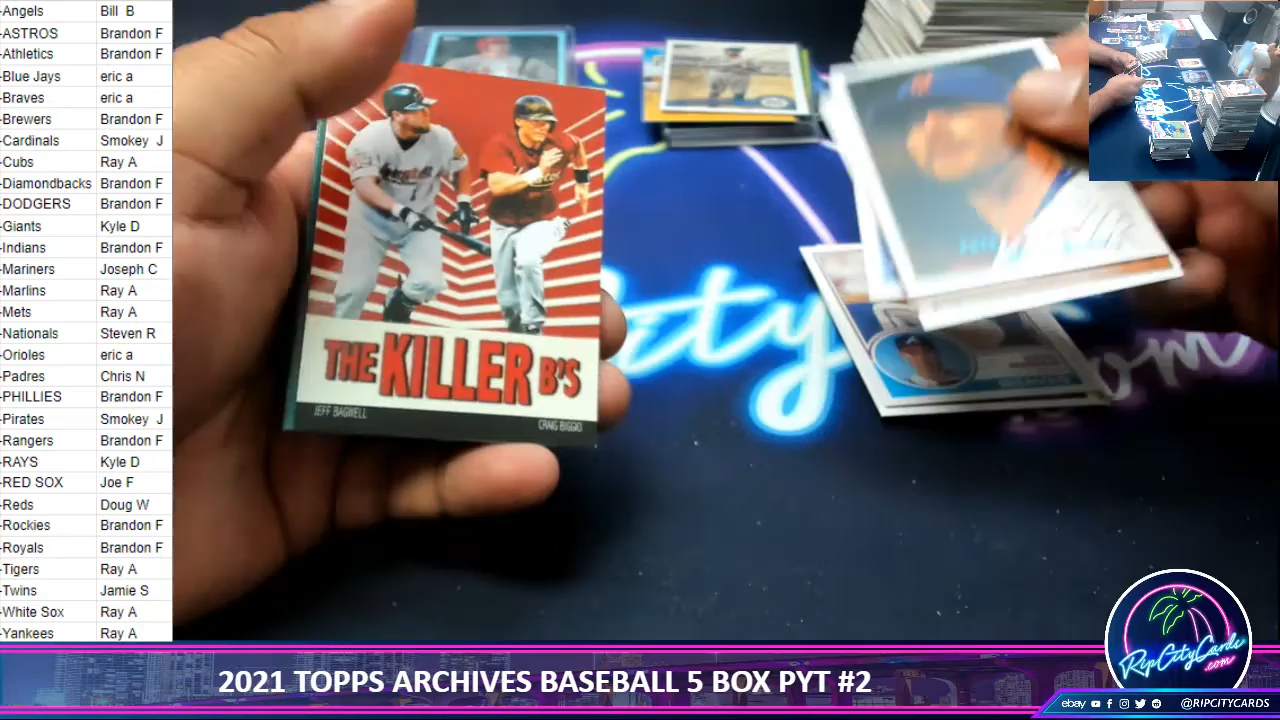 -Angels Bill B
-ASTROS Brandon F
-Athletics Brandon F
-Blue Jays eric a
-Braves eric a
-Brewers Brandon F
-Cardinals Smokey J
-Cubs Ray A
-Diamondbacks Brandon F
-DODGERS Brandon F
-Giants Kyle D
-Indians Brandon F
-Mariners Joseph C
-Marlins Ray A
-Mets Ray A
-Nationals Steven R
-Orioles eric a
-Padres Chris N
-PHILLIES Brandon F
-Pirates Smokey J
-Rangers Brandon F
-RAYS Kyle D
-RED SOX Joe F
-Reds Doug W
-Rockies Brandon F
-Royals Brandon F
-Tigers Ray A
-Twins Jamie S
-White Sox Ray A
-Yankees Ray A
THE KILLER B'S
JEFF BAGWELL
CRAIG BIGGIO
RipCityCards
.com
2021 TOPPS ARCHIVES BASEBALL 5 BOX PYT #2
ebay @RIPCITYCARDS